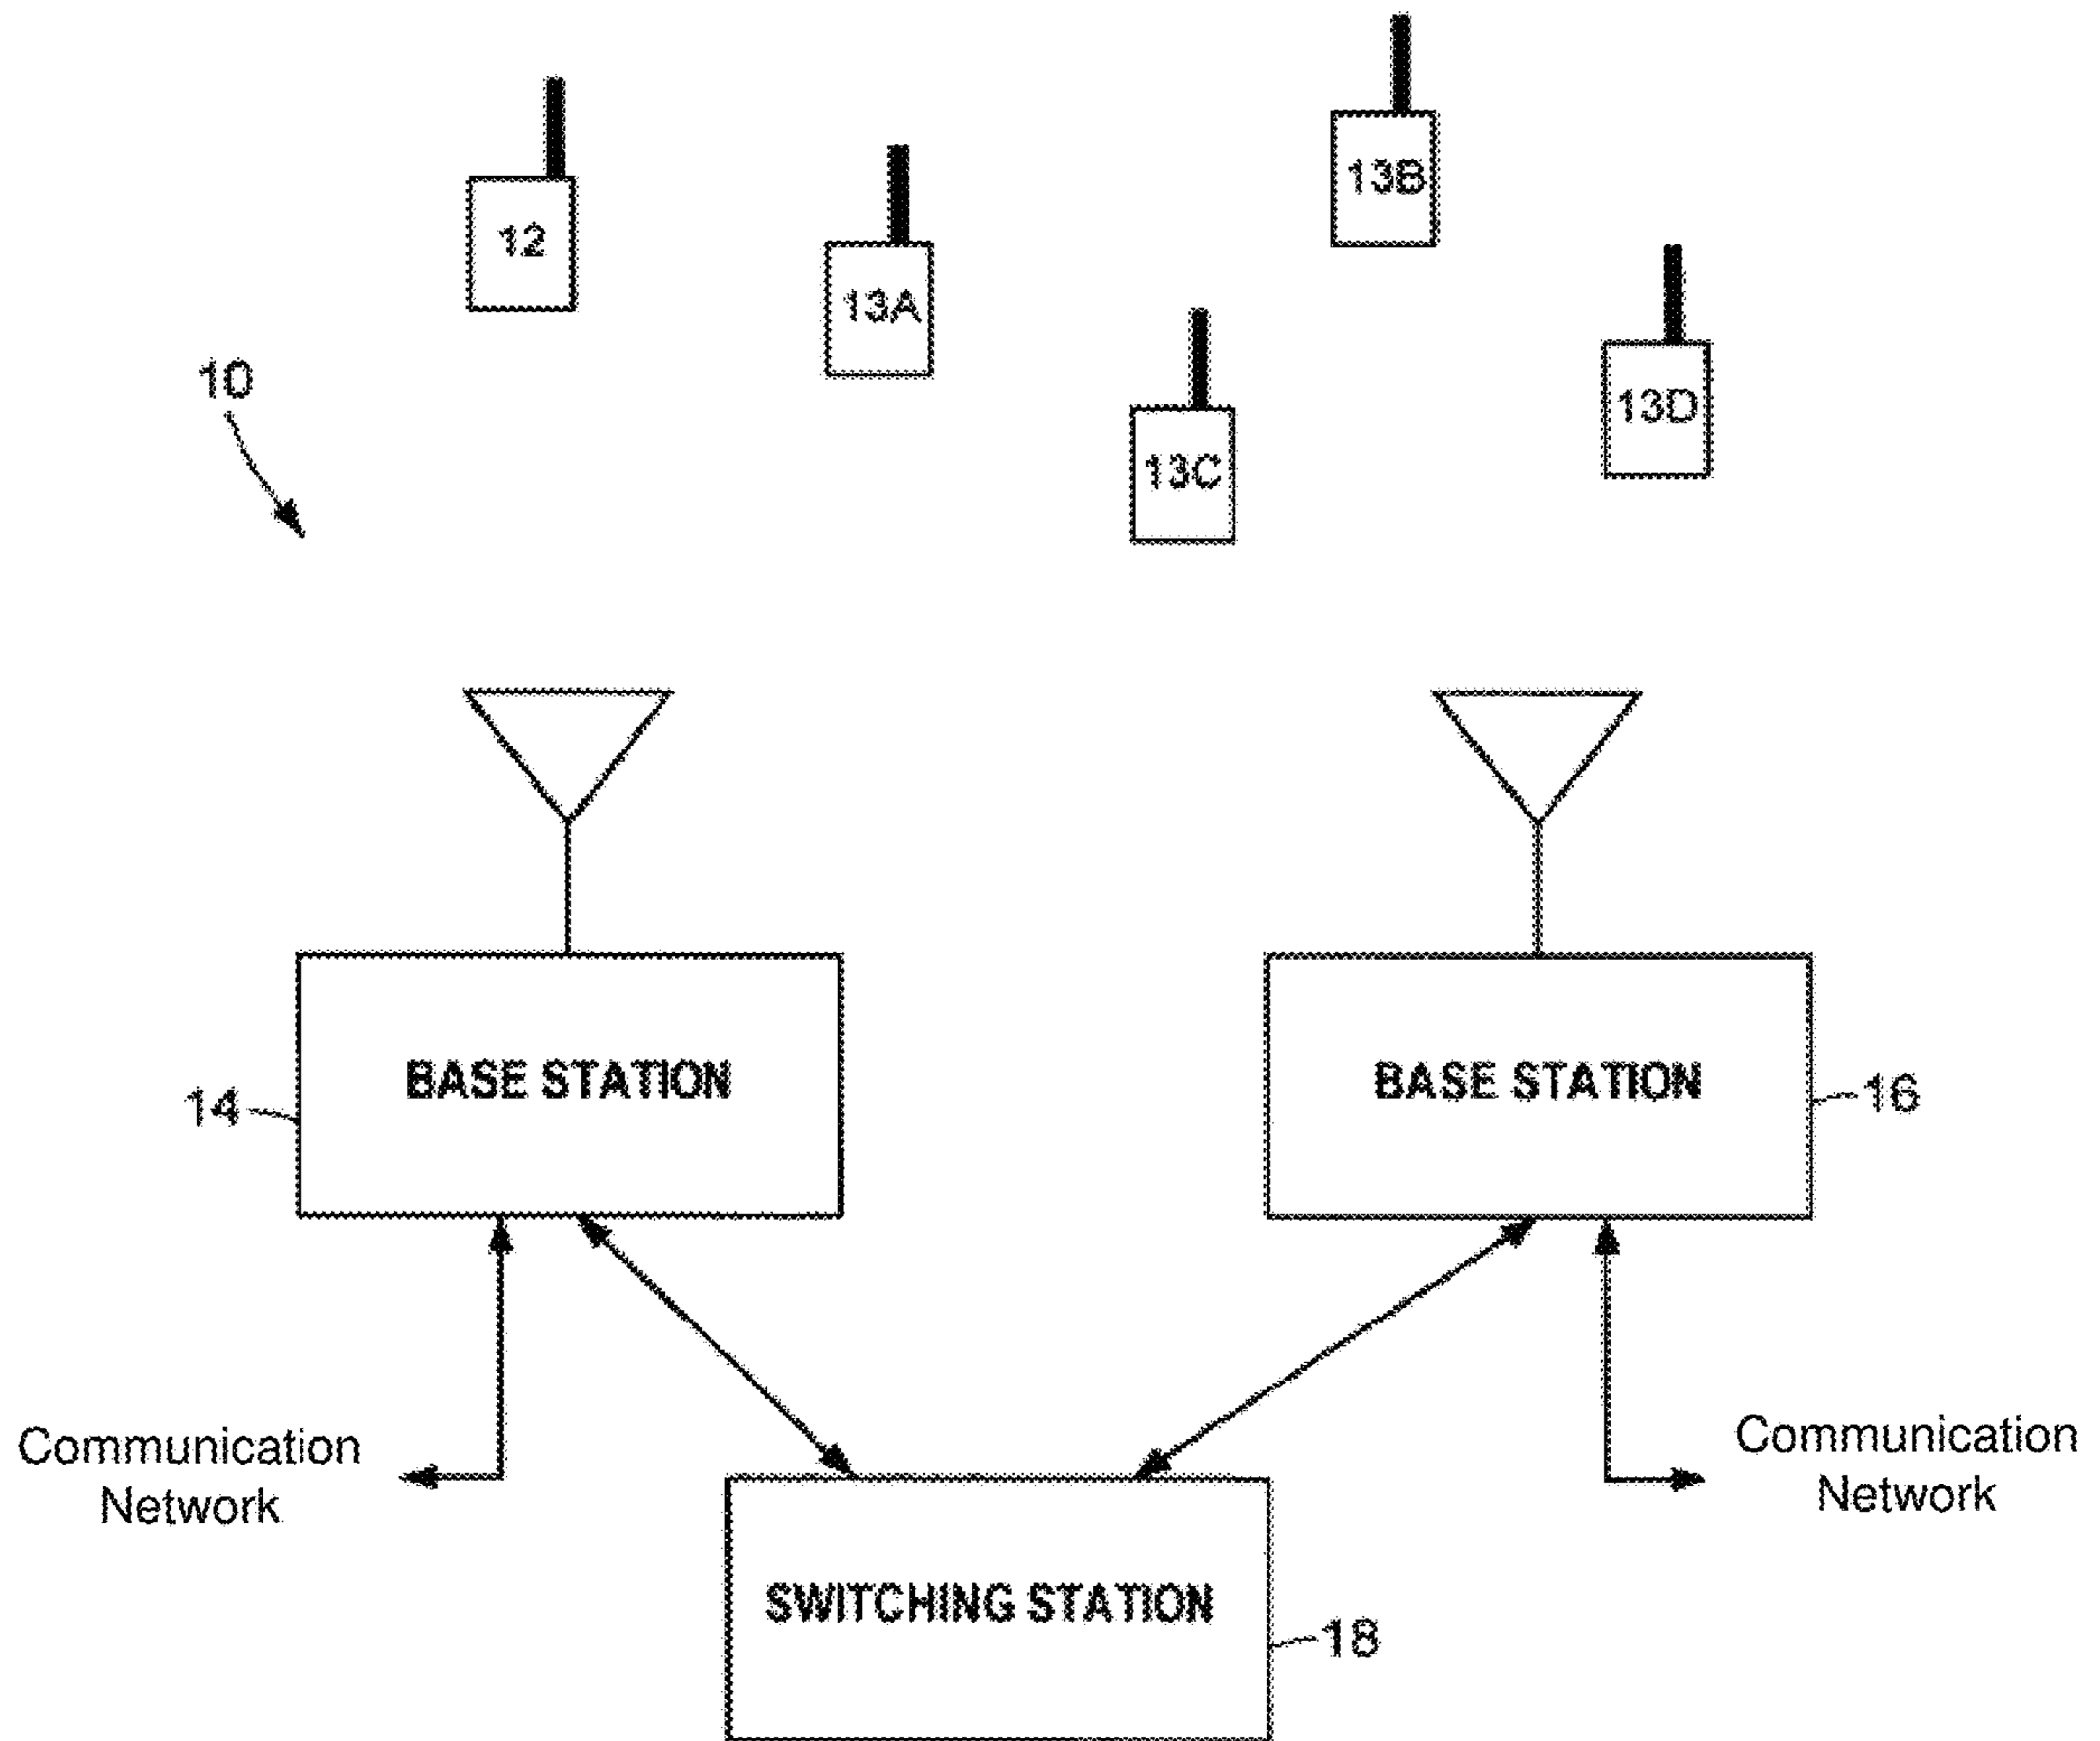 13B
12
13A
13D
10
13C
BASE STATION
BASE STATION
14
16
Communication
Network
Communication
Network
SWITCHING STATION
18